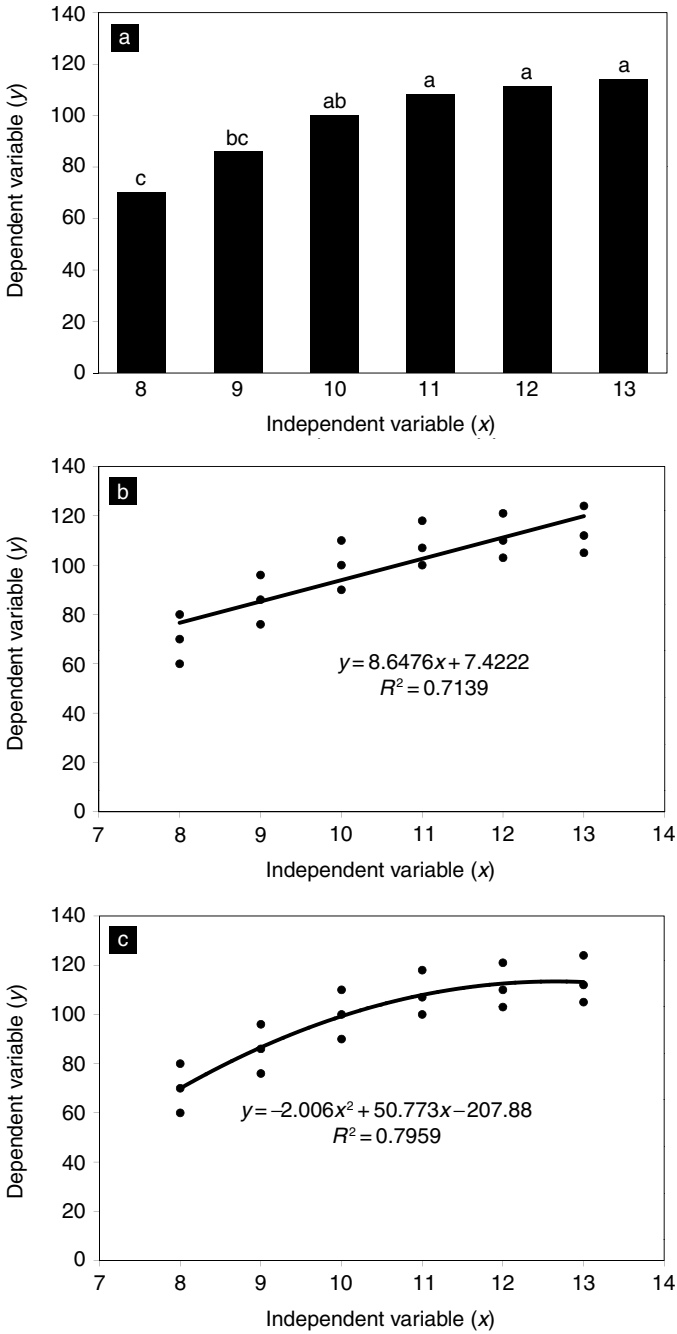 a
Dependent variable (y)
140
120
100
80
60
40
20
0
c
bc
ab
a
a
a
8 9 10 11 12 13
Independent variable (x)
b
Dependent variable (y)
140
120
100
80
60
40
20
0
y = 8.6476x + 7.4222
R² = 0.7139
7 8 9 10 11 12 13 14
Independent variable (x)
c
Dependent variable (y)
140
120
100
80
60
40
20
0
y = −2.006x² + 50.773x − 207.88
R² = 0.7959
7 8 9 10 11 12 13 14
Independent variable (x)